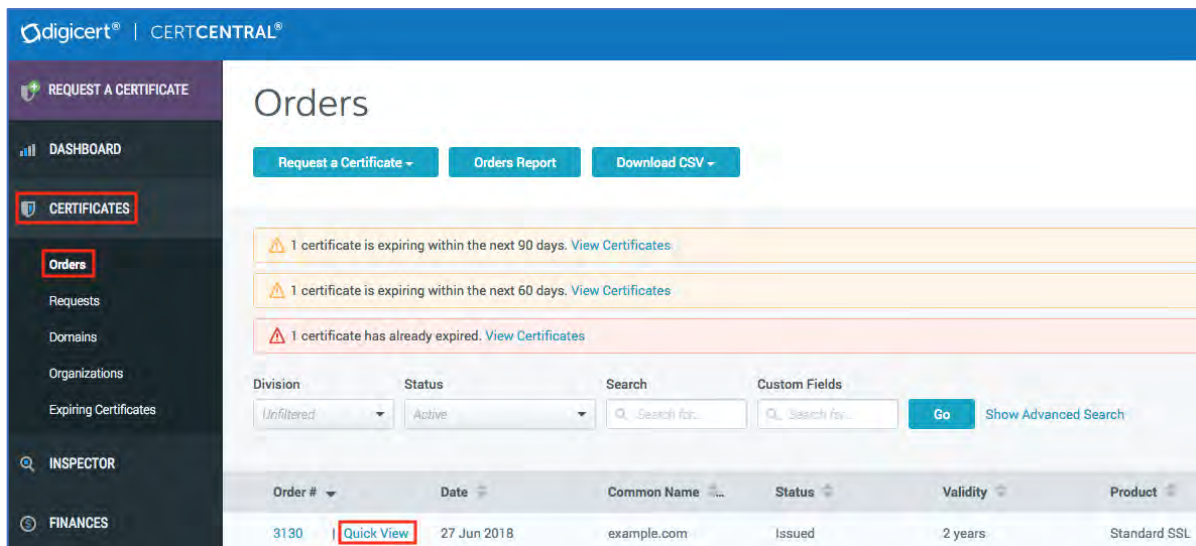 digicert® | CERTCENTRAL®
REQUEST A CERTIFICATE
DASHBOARD
CERTIFICATES
Orders
Requests
Domains
Organizations
Expiring Certificates
INSPECTOR
FINANCES
Orders
Request a Certificate
Orders Report
Download CSV
1 certificate is expiring within the next 90 days. View Certificates
1 certificate is expiring within the next 60 days. View Certificates
1 certificate has already expired. View Certificates
Division Status Search Custom Fields
Unfiltered Active Search for... Search for... Go Show Advanced Search
Order # Date Common Name ... Status Validity Product
3130 | Quick View 27 Jun 2018 example.com Issued 2 years Standard SSL